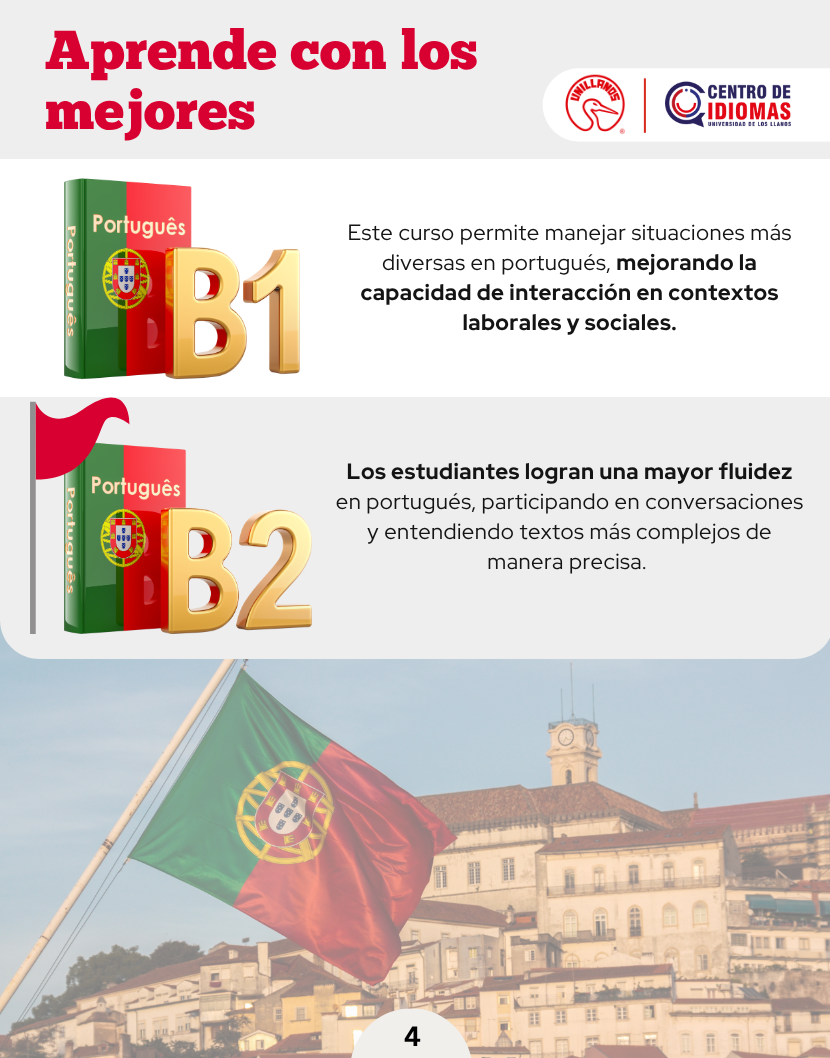 Aprende con los
mejores
UNILLANOS
®
CENTRO DE
IDIOMAS
UNIVERSIDAD DE LOS LLANOS
Português
Português
B1
Este curso permite manejar situaciones más
diversas en portugués, mejorando la
capacidad de interacción en contextos
laborales y sociales.
Português
Português
B2
Los estudiantes logran una mayor fluidez
en portugués, participando en conversaciones
y entendiendo textos más complejos de
manera precisa.
4